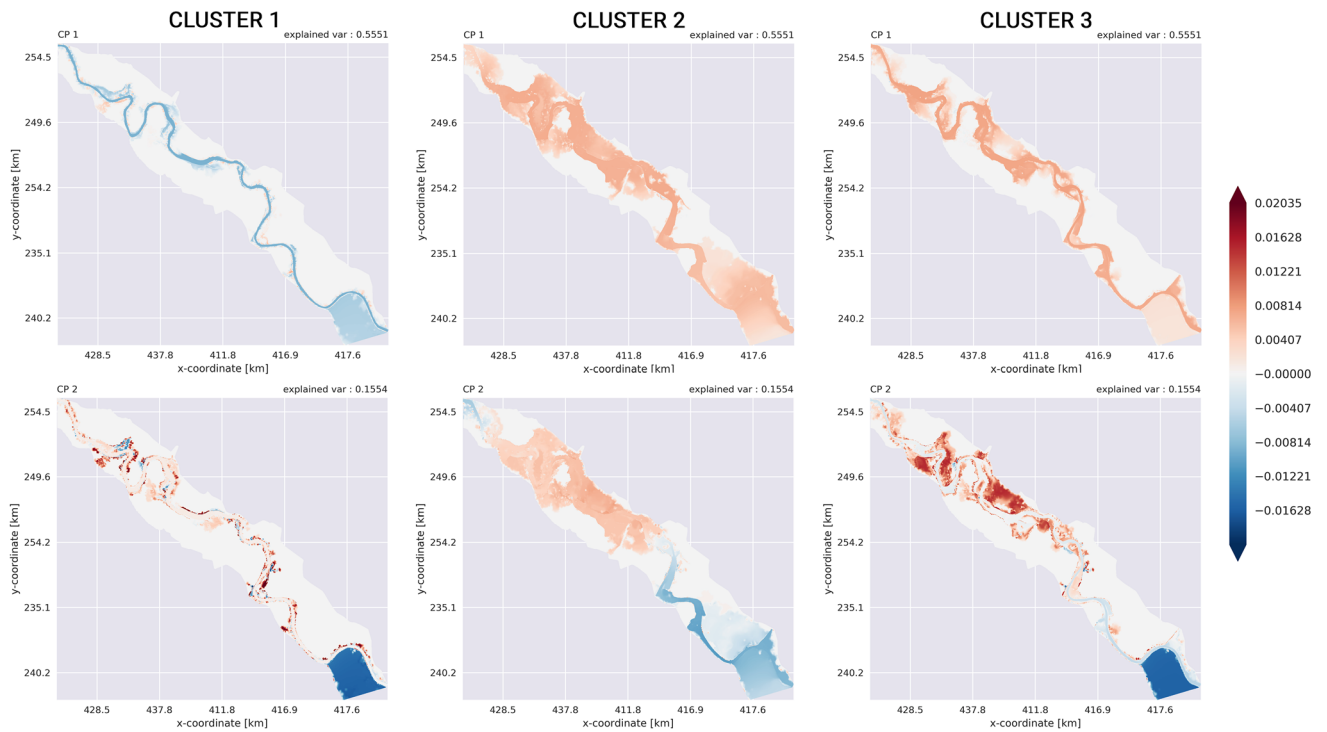 CLUSTER 1
CLUSTER 2
CLUSTER 3
CP 1
explained var : 0.5551
CP 1
explained var : 0.5551
CP 1
explained var : 0.5551
y-coordinate [km]
254.5
249.6
254.2
235.1
240.2
428.5
437.8
411.8
416.9
417.6
x-coordinate [km]
y-coordinate [km]
254.5
249.6
254.2
235.1
240.2
428.5
437.8
411.8
416.9
417.6
x-coordinate [km]
y-coordinate [km]
254.5
249.6
254.2
235.1
240.2
428.5
437.8
411.8
416.9
417.6
x-coordinate [km]
CP 2
explained var : 0.1554
CP 2
explained var : 0.1554
CP 2
explained var : 0.1554
y-coordinate [km]
254.5
249.6
254.2
235.1
240.2
428.5
437.8
411.8
416.9
417.6
x-coordinate [km]
y-coordinate [km]
254.5
249.6
254.2
235.1
240.2
428.5
437.8
411.8
416.9
417.6
x-coordinate [km]
y-coordinate [km]
254.5
249.6
254.2
235.1
240.2
428.5
437.8
411.8
416.9
417.6
x-coordinate [km]
0.02035
0.01628
0.01221
0.00814
0.00407
−0.00000
−0.00407
−0.00814
−0.01221
−0.01628